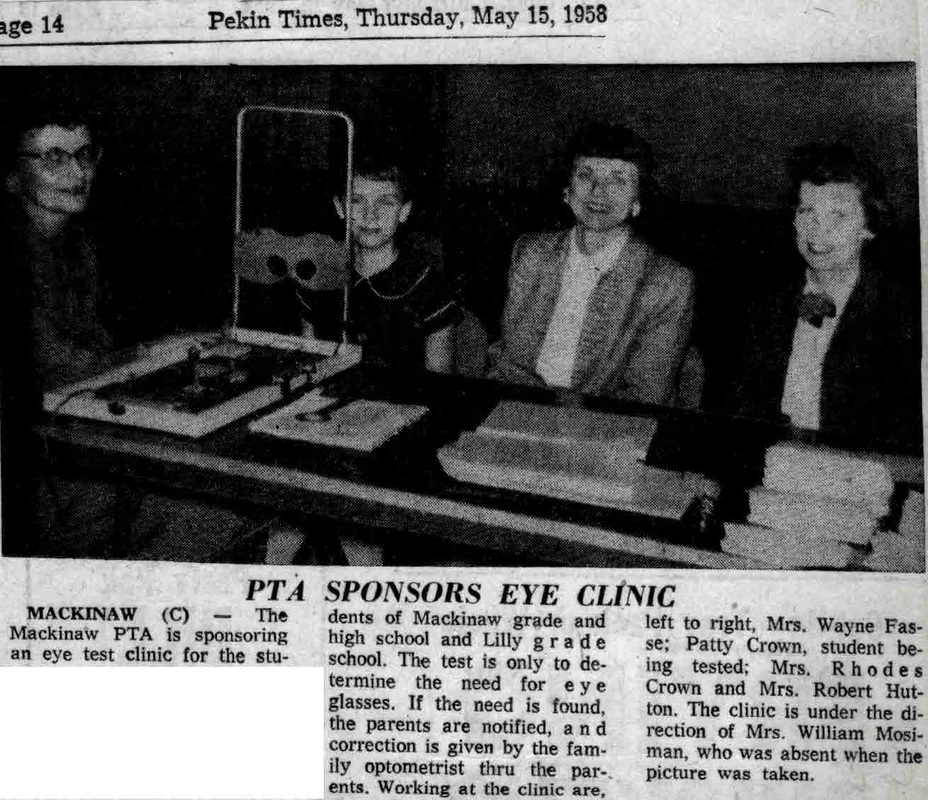 age 14
Pekin Times, Thursday, May 15, 1958
PTA SPONSORS EYE CLINIC
MACKINAW (C) — The
Mackinaw PTA is sponsoring
an eye test clinic for the stu-
dents of Mackinaw grade and
high school and Lilly grade
school. The test is only to de-
termine the need for eye
glasses. If the need is found,
the parents are notified, and
correction is given by the fam-
ily optometrist thru the par-
ents. Working at the clinic are,
left to right, Mrs. Wayne Fas-
se; Patty Crown, student be-
ing tested; Mrs. Rhodes
Crown and Mrs. Robert Hut-
ton. The clinic is under the di-
rection of Mrs. William Mosi-
man, who was absent when the
picture was taken.